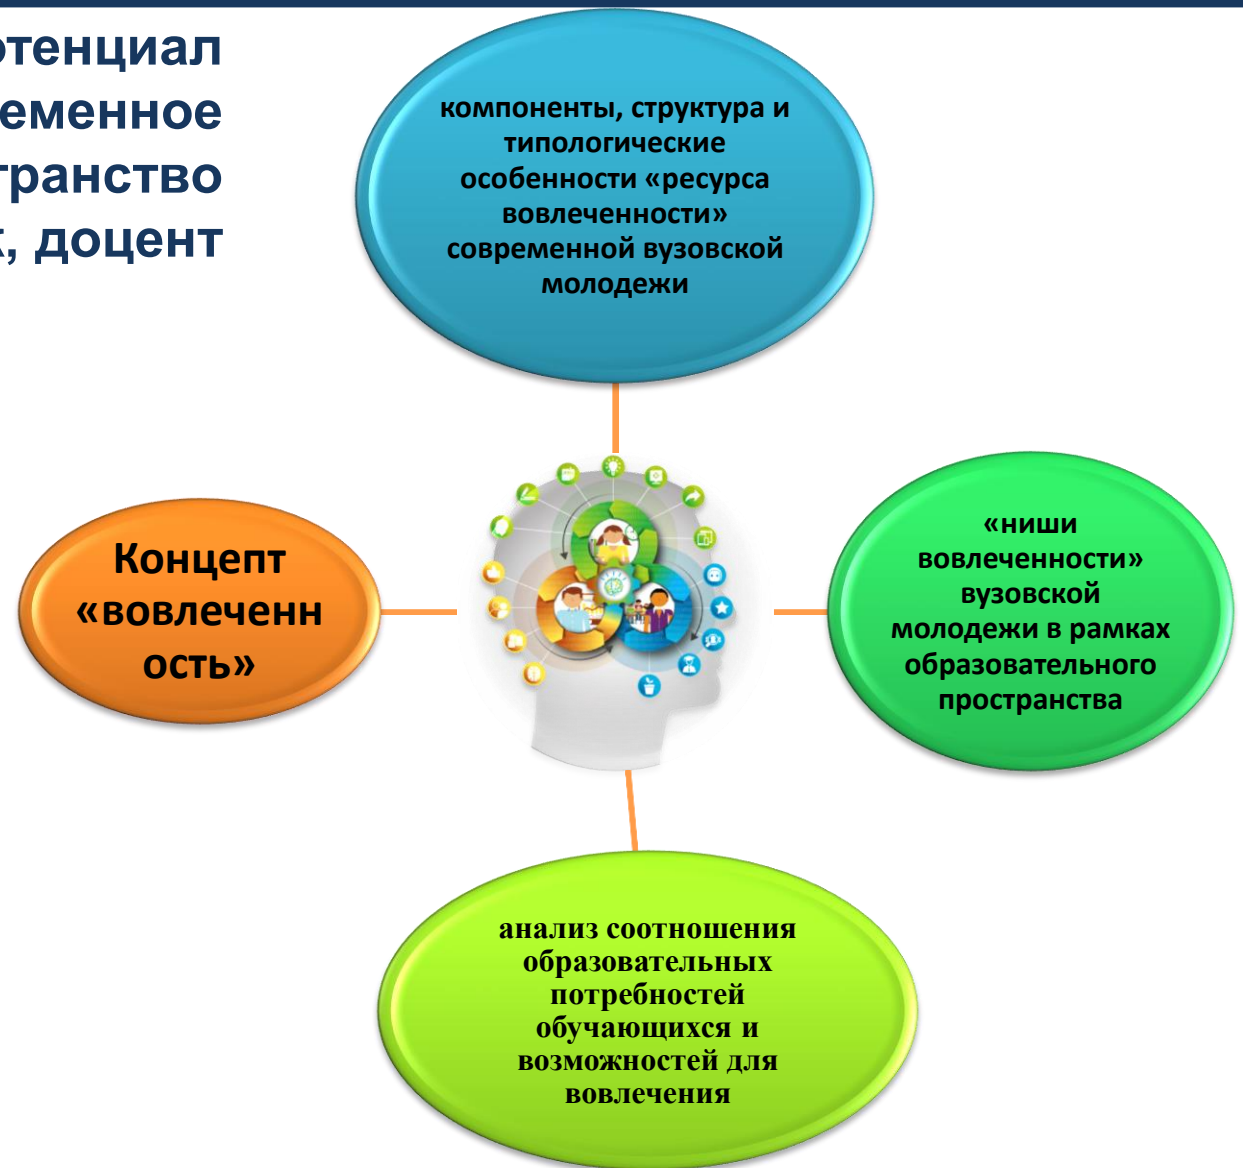 отенциал
еменное
транство
, доцент
компоненты, структура и
типологические
особенности «ресурса
вовлеченности»
современной вузовской
молодежи
Концепт
«вовлеченн
ость»
«ниши
вовлеченности»
вузовской
молодежи в рамках
образовательного
пространства
анализ соотношения
образовательных
потребностей
обучающихся и
возможностей для
вовлечения